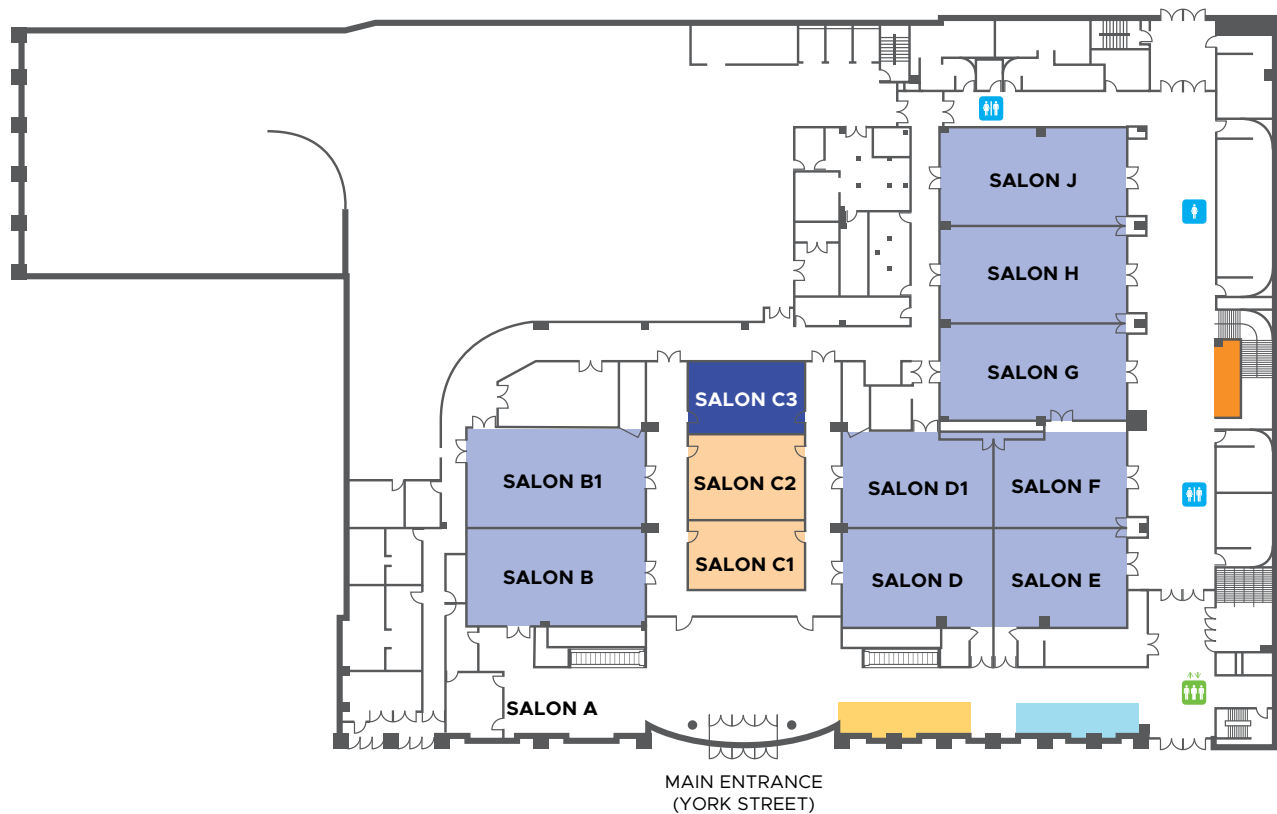 SALON J
SALON H
SALON G
SALON C3
SALON B1
SALON C2
SALON D1
SALON F
SALON B
SALON C1
SALON D
SALON E
SALON A
MAIN ENTRANCE
(YORK STREET)